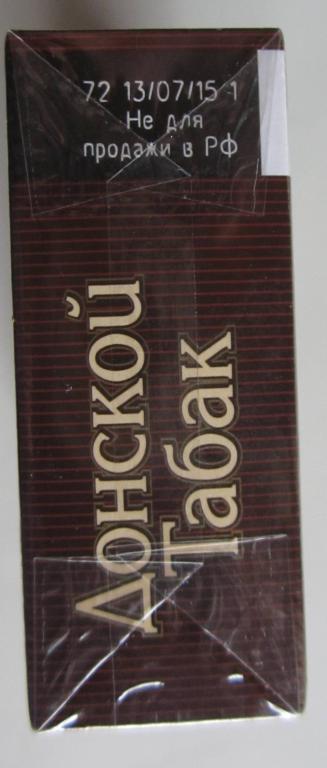 72 13/07/15 1
Не для
продажи в РФ
Донской
Табак